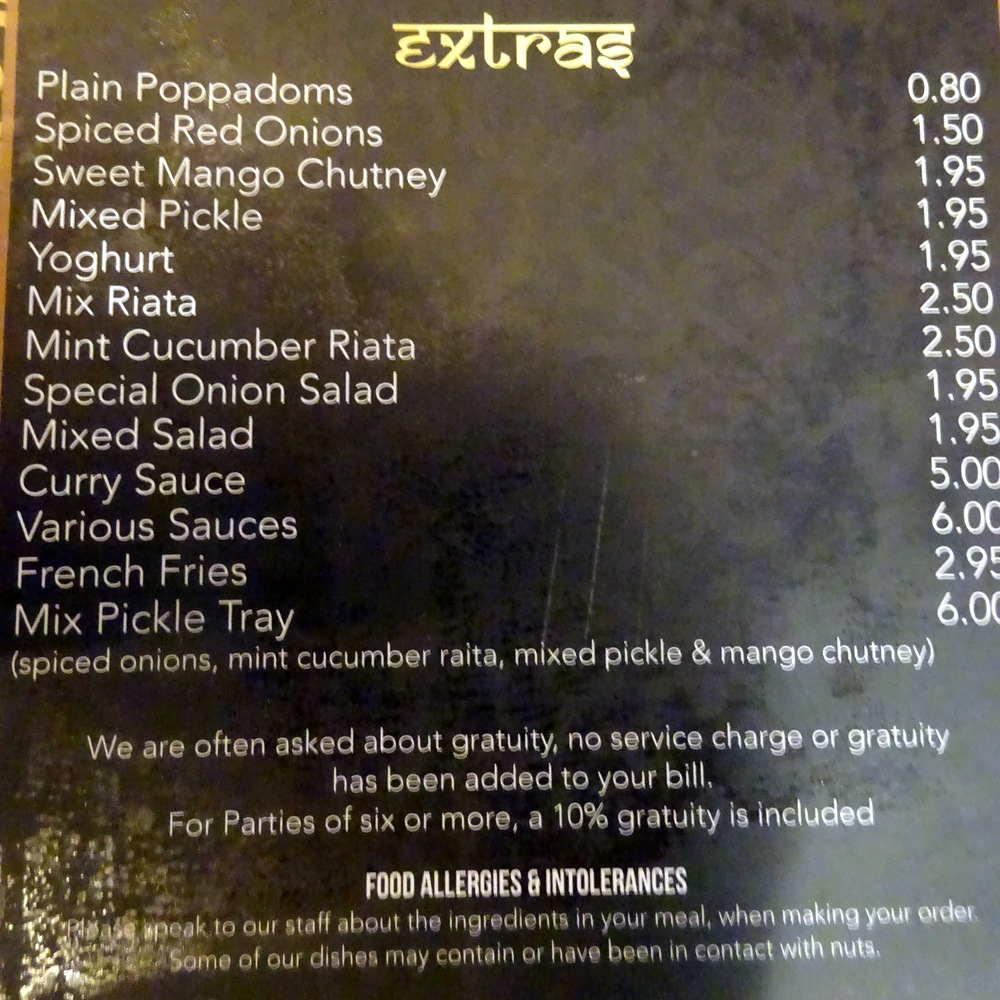 extras
Plain Poppadoms 0.80
Spiced Red Onions 1.50
Sweet Mango Chutney 1.95
Mixed Pickle 1.95
Yoghurt 1.95
Mix Riata 2.50
Mint Cucumber Riata 2.50
Special Onion Salad 1.95
Mixed Salad 1.95
Curry Sauce 5.00
Various Sauces 6.00
French Fries 2.95
Mix Pickle Tray 6.00
(spiced onions, mint cucumber raita, mixed pickle & mango chutney)
We are often asked about gratuity, no service charge or gratuity
has been added to your bill.
For Parties of six or more, a 10% gratuity is included
FOOD ALLERGIES & INTOLERANCES
Please speak to our staff about the ingredients in your meal, when making your order.
Some of our dishes may contain or have been in contact with nuts.